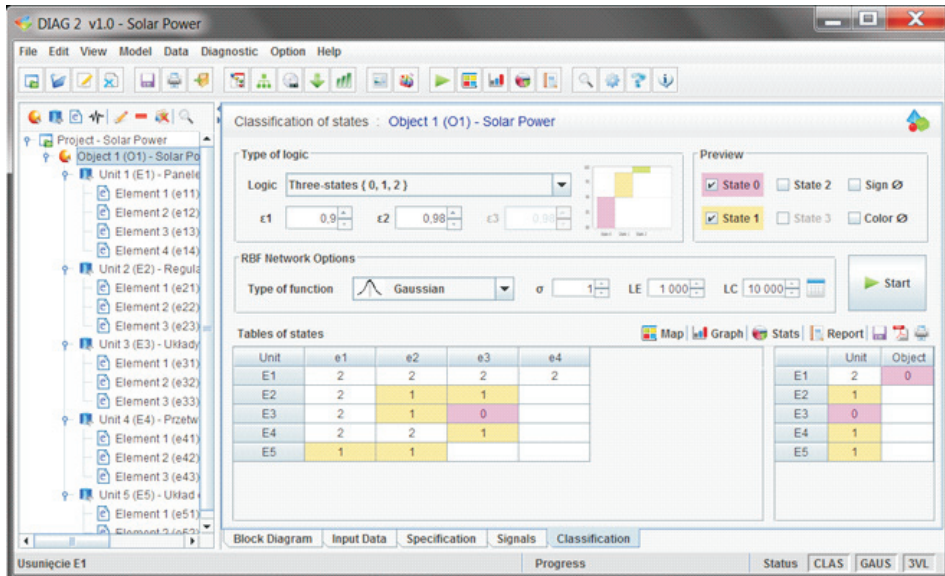 DIAG 2 v1.0 - Solar Power
File Edit View Model Data Diagnostic Option Help
Project - Solar Power
Object 1 (O1) - Solar Po
Unit 1 (E1) - Panele
Element 1 (e11)
Element 2 (e12)
Element 3 (e13)
Element 4 (e14)
Unit 2 (E2) - Regula
Element 1 (e21)
Element 2 (e22)
Element 3 (e23)
Unit 3 (E3) - Układy
Element 1 (e31)
Element 2 (e32)
Element 3 (e33)
Unit 4 (E4) - Przetw
Element 1 (e41)
Element 2 (e42)
Element 3 (e43)
Unit 5 (E5) - Układ
Element 1 (e51)
Element 2 (e52)
Classification of states : Object 1 (O1) - Solar Power
Type of logic
Logic Three-states { 0, 1, 2 }
ε1 0,9 ε2 0,98 ε3 0,98
Preview
State 0 State 2 Sign Ø
State 1 State 3 Color Ø
RBF Network Options
Type of function Gaussian σ 1 LE 1 000 LC 10 000
Start
Tables of states
Map Graph Stats Report
Unit e1 e2 e3 e4
E1 2 2 2 2
E2 2 1 1
E3 2 1 0
E4 2 2 1
E5 1 1
Unit Object
E1 2 0
E2 1
E3 0
E4 1
E5 1
Block Diagram Input Data Specification Signals Classification
Usunięcie E1 Progress Status CLAS GAUS 3VL